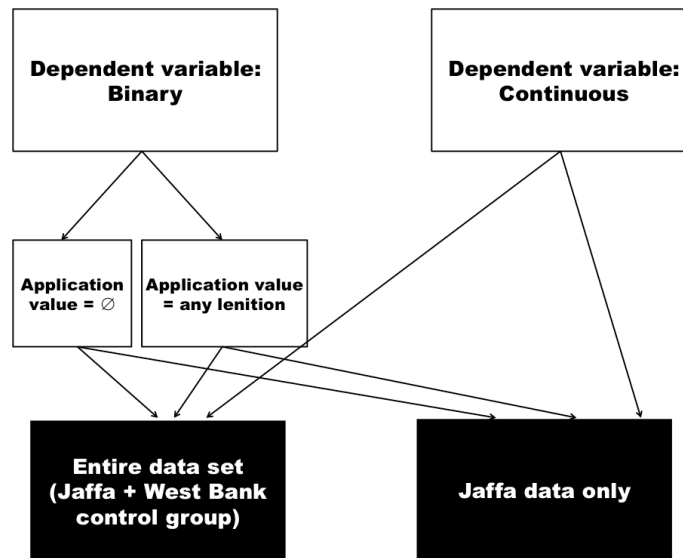 Dependent variable:
Binary
Dependent variable:
Continuous
Application
value = ∅
Application value
= any lenition
Entire data set
(Jaffa + West Bank
control group)
Jaffa data only